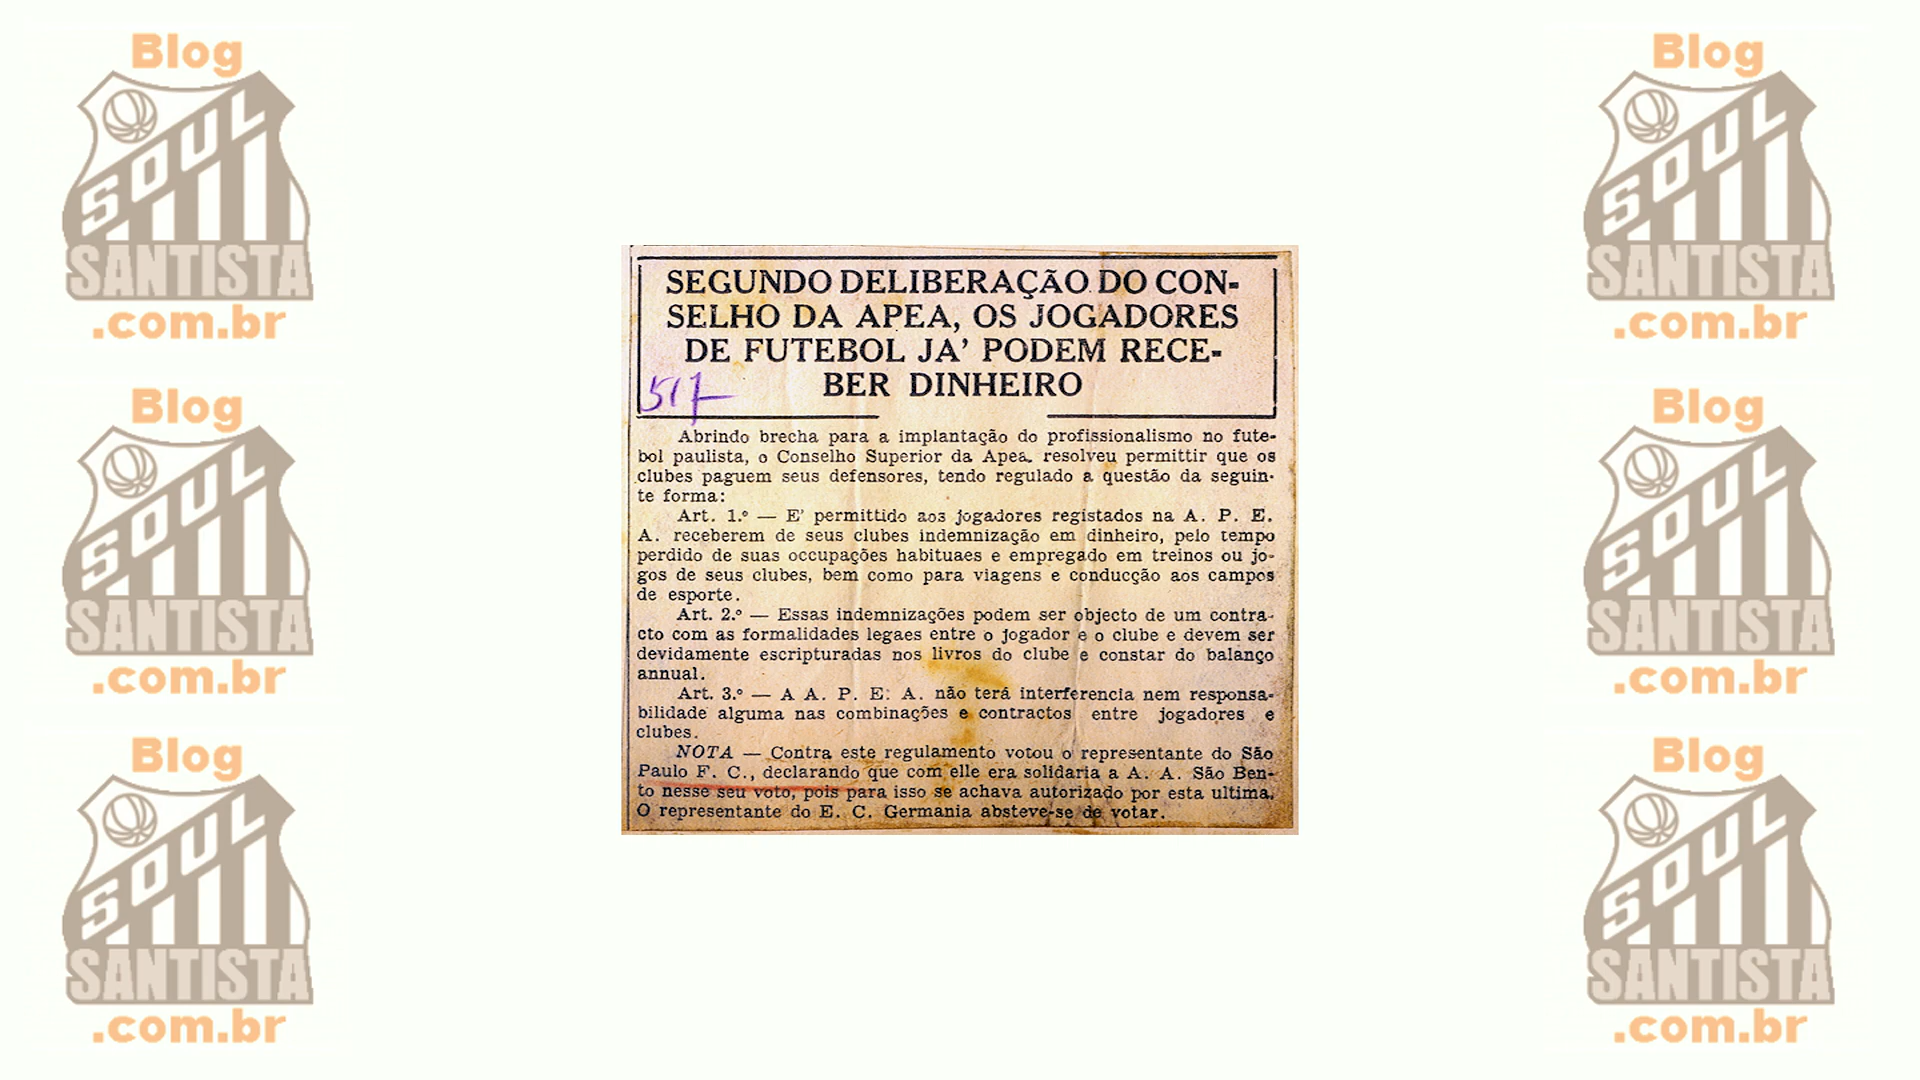 Blog
SOUL
SANTISTA
.com.br
Blog
SOUL
SANTISTA
.com.br
Blog
SOUL
SANTISTA
.com.br
SEGUNDO DELIBERAÇÃO DO CON-
SELHO DA APEA, OS JOGADORES
DE FUTEBOL JA' PODEM RECE-
BER DINHEIRO
517
Abrindo brecha para a implantação do profissionalismo no fute-
bol paulista, o Conselho Superior da Apea resolveu permittir que os
clubes paguem seus defensores, tendo regulado a questão da seguin-
te forma:
Art. 1.º — E' permittido aos jogadores registados na A. P. E.
A. receberem de seus clubes indemnização em dinheiro, pelo tempo
perdido de suas occupações habituaes e empregado em treinos ou jo-
gos de seus clubes, bem como para viagens e conducção aos campos
de esporte.
Art. 2.º — Essas indemnizações podem ser objecto de um contra-
cto com as formalidades legaes entre o jogador e o clube e devem ser
devidamente escripturadas nos livros do clube e constar do balanço
annual.
Art. 3.º — A A. P. E. A. não terá interferencia nem responsa-
bilidade alguma nas combinações e contractos entre jogadores e
clubes.
NOTA — Contra este regulamento votou o representante do São
Paulo F. C., declarando que com elle era solidaria a A. A. São Ben-
to nesse seu voto, pois para isso se achava autorizado por esta ultima.
O representante do E. C. Germania absteve-se de votar.
Blog
SOUL
SANTISTA
.com.br
Blog
SOUL
SANTISTA
.com.br
Blog
SOUL
SANTISTA
.com.br